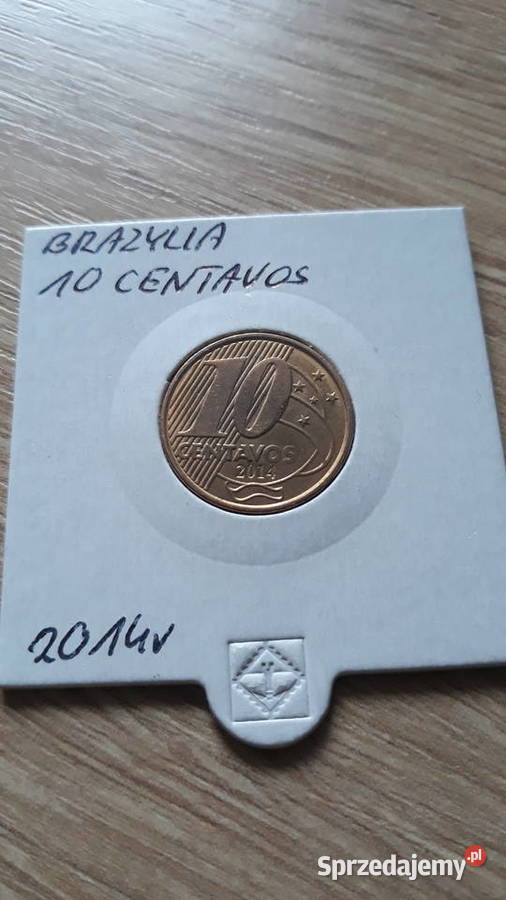 BRAZYLIA
10 CENTAVOS
10
CENTAVOS
2014
2014r
Sprzedajemy.pl